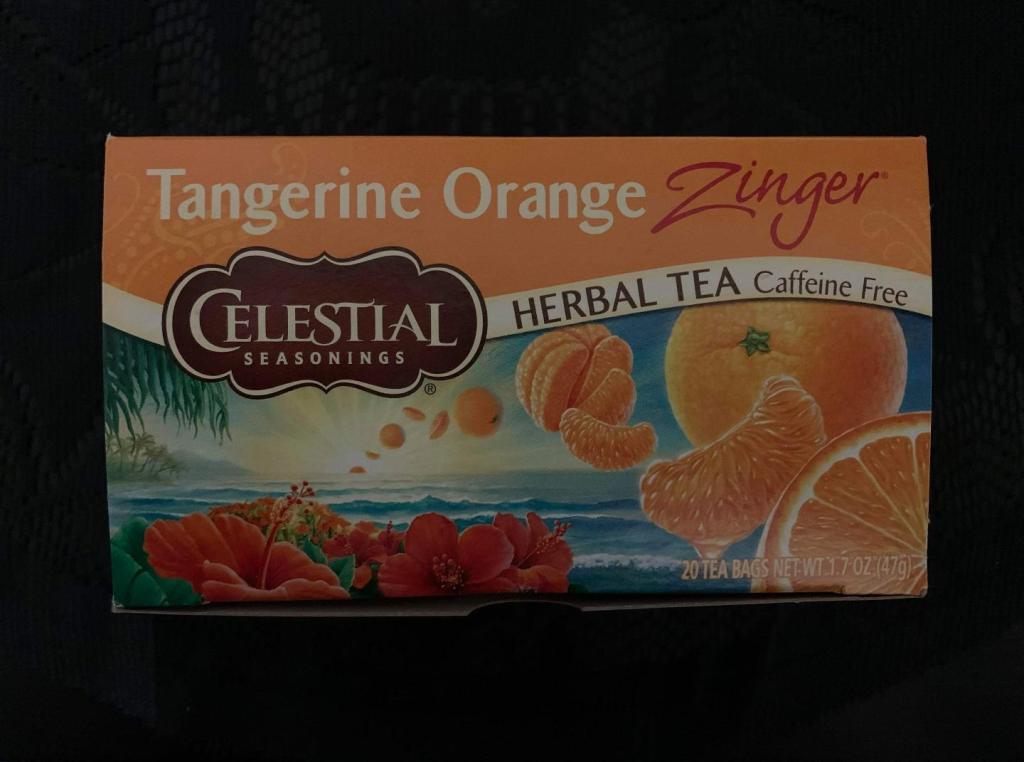 Tangerine Orange Zinger®
CELESTIAL
SEASONINGS
®
HERBAL TEA Caffeine Free
20 TEA BAGS NET WT. 1.7 OZ. (47g)